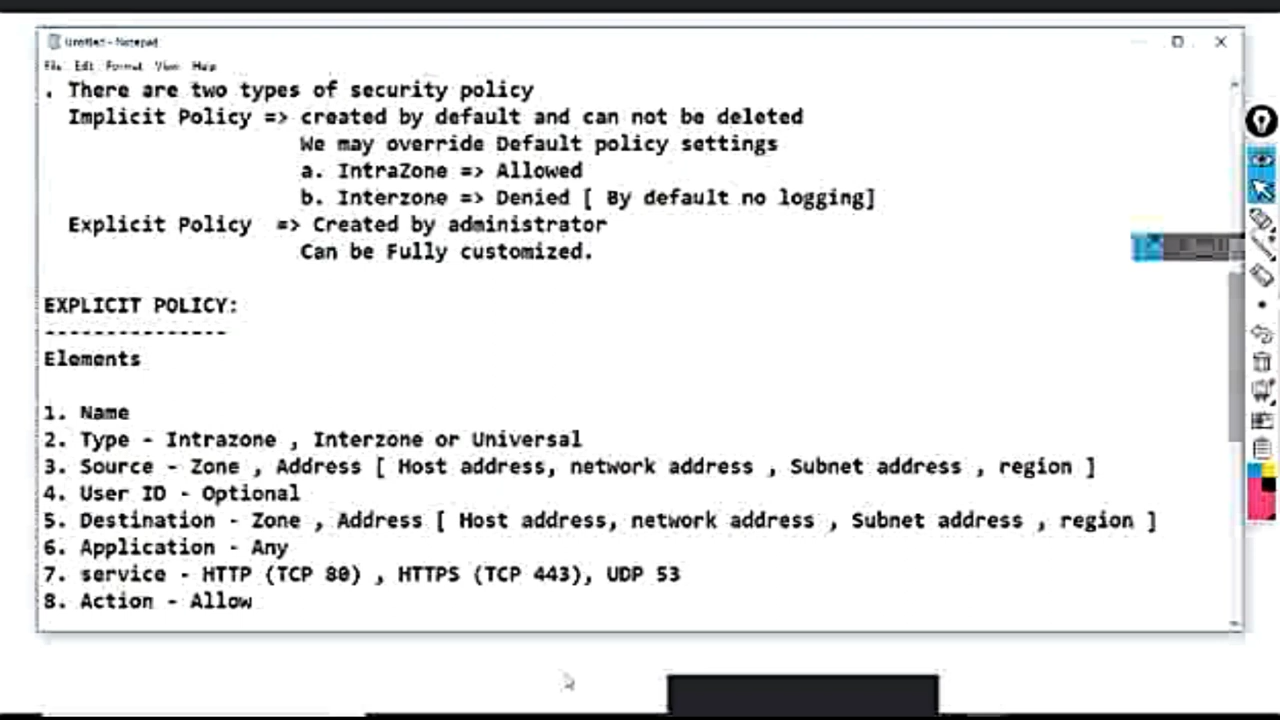 Untitled - Notepad
File Edit Format View Help
. There are two types of security policy
Implicit Policy => created by default and can not be deleted
We may override Default policy settings
a. IntraZone => Allowed
b. Interzone => Denied [ By default no logging]
Explicit Policy => Created by administrator
Can be Fully customized.
EXPLICIT POLICY:
---------------
Elements
1. Name
2. Type - Intrazone , Interzone or Universal
3. Source - Zone , Address [ Host address, network address , Subnet address , region ]
4. User ID - Optional
5. Destination - Zone , Address [ Host address, network address , Subnet address , region ]
6. Application - Any
7. service - HTTP (TCP 80) , HTTPS (TCP 443), UDP 53
8. Action - Allow